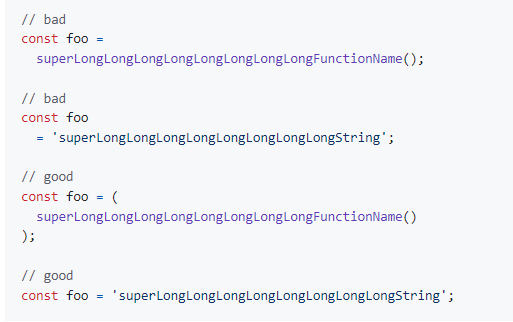 // bad
const foo =
  superLongLongLongLongLongLongLongLongFunctionName();
// bad
const foo
  = 'superLongLongLongLongLongLongLongLongString';
// good
const foo = (
  superLongLongLongLongLongLongLongLongFunctionName()
);
// good
const foo = 'superLongLongLongLongLongLongLongLongString';